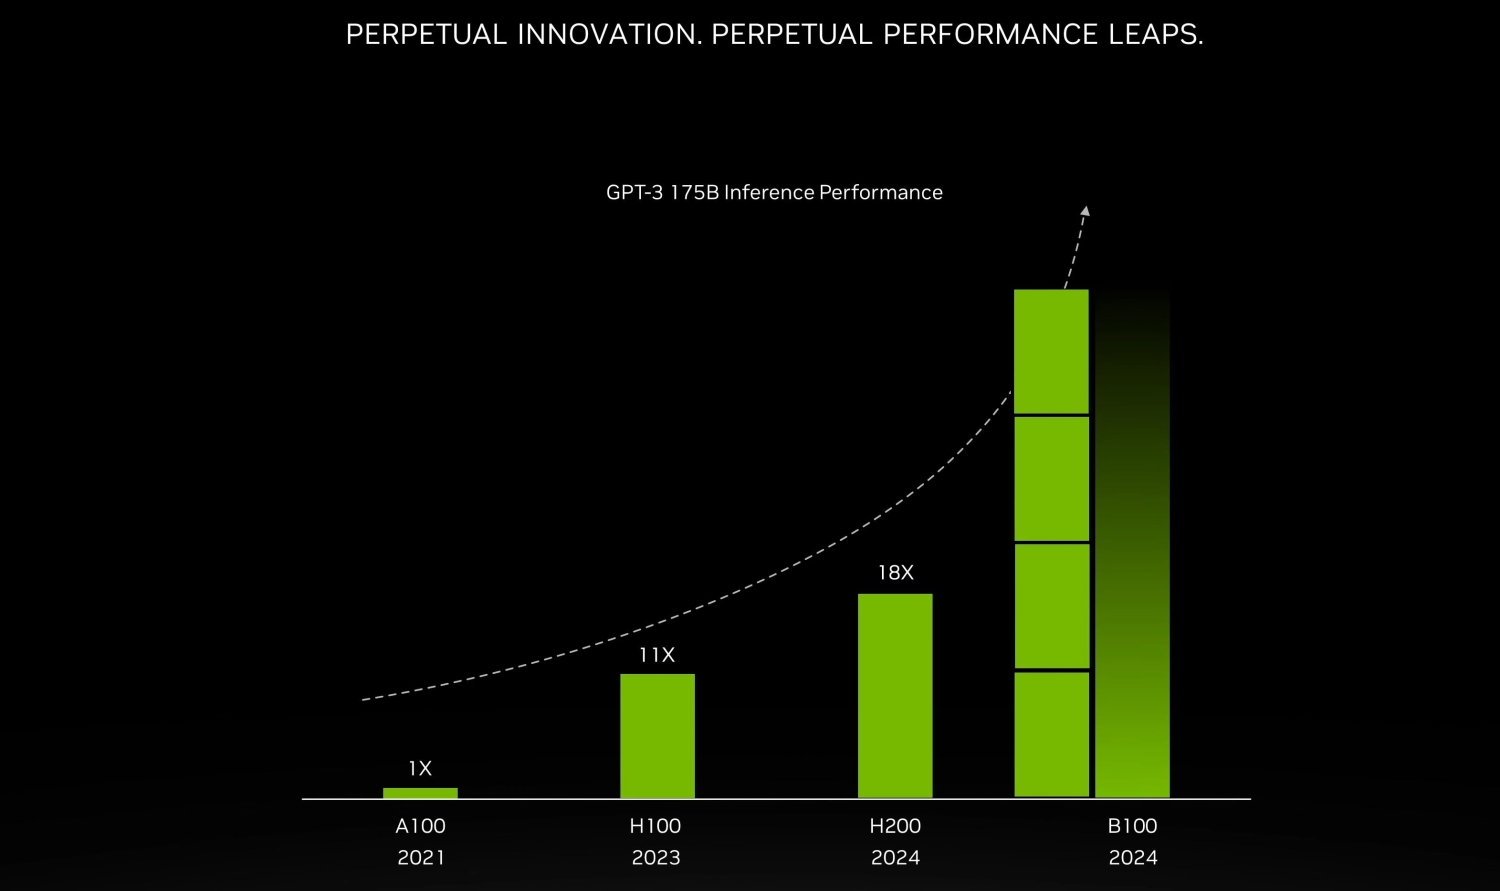 PERPETUAL INNOVATION. PERPETUAL PERFORMANCE LEAPS.
GPT-3 175B Inference Performance
1X
11X
18X
A100
2021
H100
2023
H200
2024
B100
2024